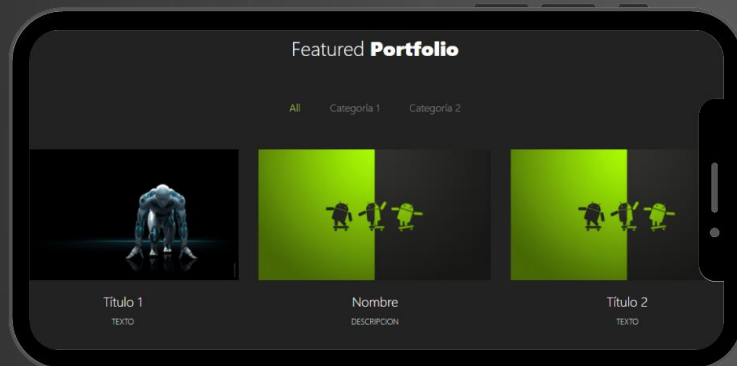 Featured Portfolio
All Categoría 1 Categoría 2
Título 1 Nombre Título 2
TEXTO DESCRIPCION TEXTO